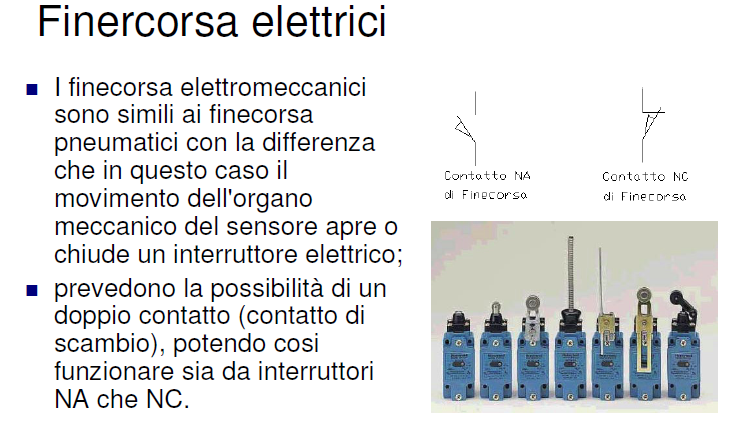 Finercorsa elettrici
I finecorsa elettromeccanici
sono simili ai finecorsa
pneumatici con la differenza
che in questo caso il
movimento dell'organo
meccanico del sensore apre o
chiude un interruttore elettrico;
prevedono la possibilità di un
doppio contatto (contatto di
scambio), potendo cosi
funzionare sia da interruttori
NA che NC.
Contatto NA
di Finecorsa
Contatto NC
di Finecorsa